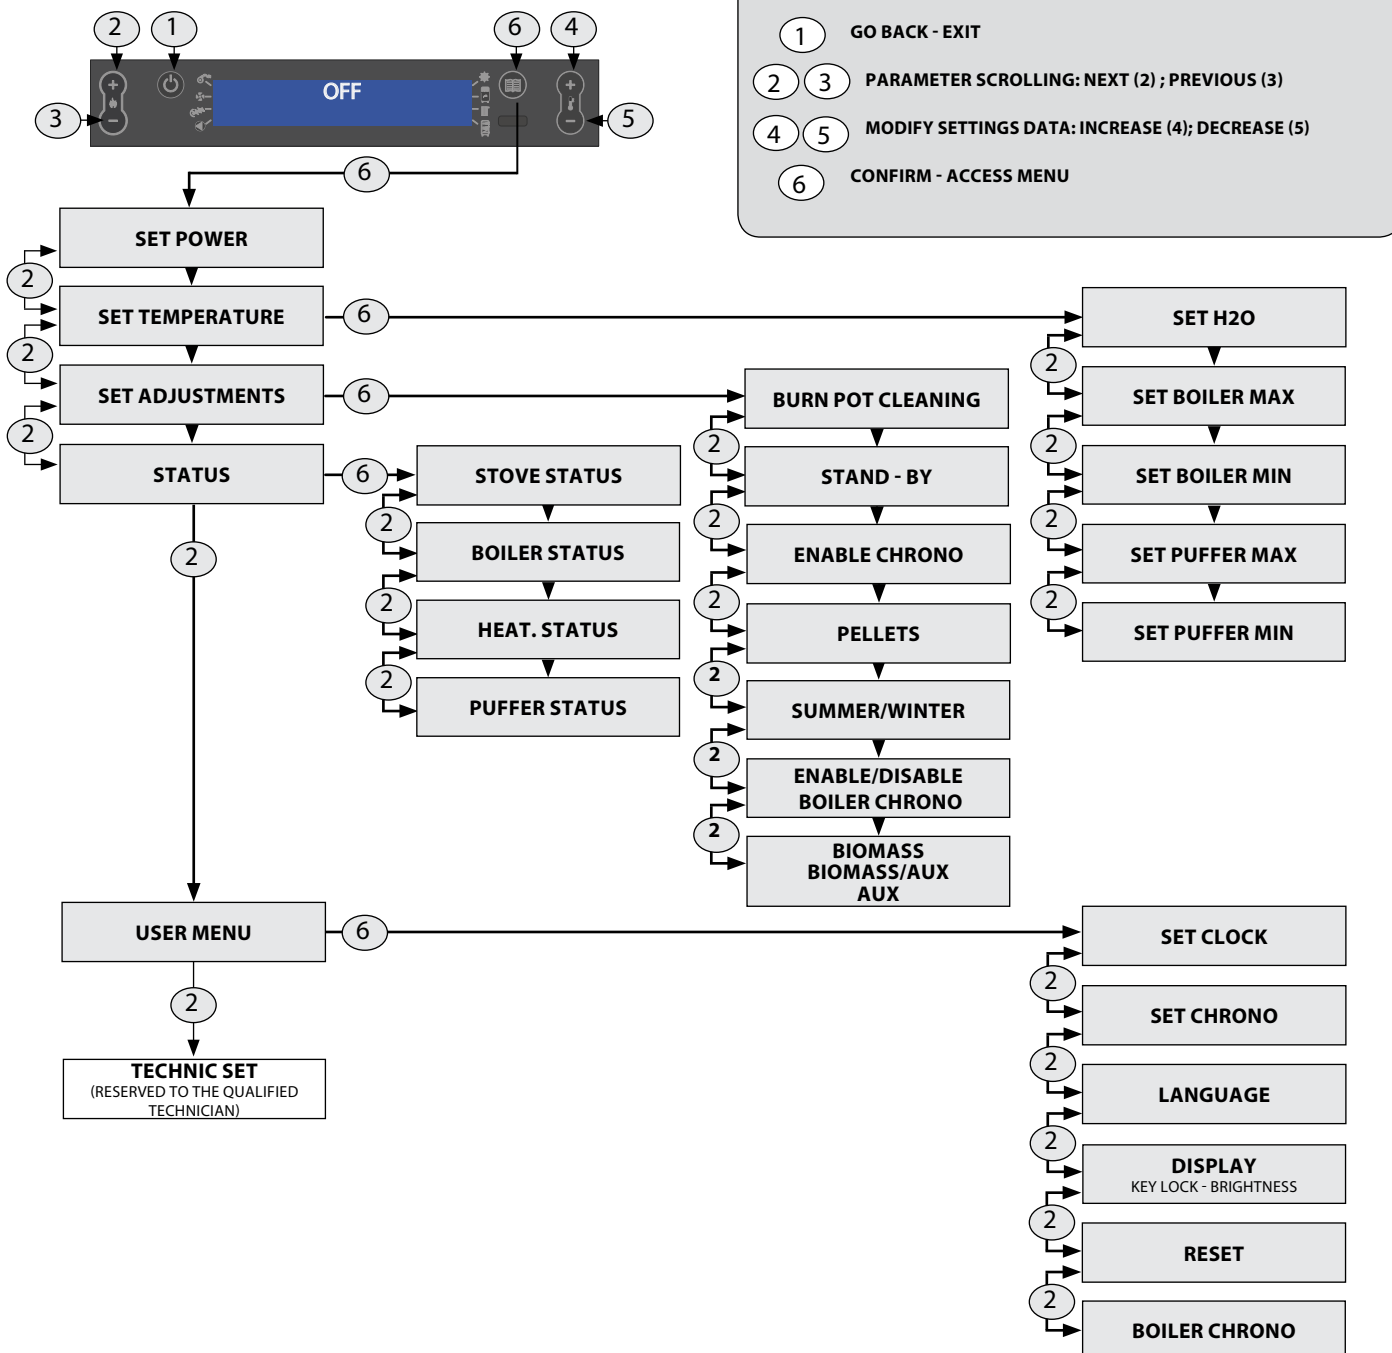 2
1
6
4
OFF
3
5
1
GO BACK - EXIT
2
3
PARAMETER SCROLLING: NEXT (2) ; PREVIOUS (3)
4
5
MODIFY SETTINGS DATA: INCREASE (4); DECREASE (5)
6
CONFIRM - ACCESS MENU
6
SET POWER
2
SET TEMPERATURE
6
2
SET ADJUSTMENTS
6
2
STATUS
6
2
STOVE STATUS
2
BOILER STATUS
2
HEAT. STATUS
2
PUFFER STATUS
BURN POT CLEANING
2
STAND - BY
2
ENABLE CHRONO
2
PELLETS
2
SUMMER/WINTER
2
ENABLE/DISABLE
BOILER CHRONO
2
BIOMASS
BIOMASS/AUX
AUX
SET H2O
2
SET BOILER MAX
2
SET BOILER MIN
2
SET PUFFER MAX
2
SET PUFFER MIN
USER MENU
6
2
TECHNIC SET
(RESERVED TO THE QUALIFIED
TECHNICIAN)
SET CLOCK
2
SET CHRONO
2
LANGUAGE
2
DISPLAY
KEY LOCK - BRIGHTNESS
2
RESET
2
BOILER CHRONO